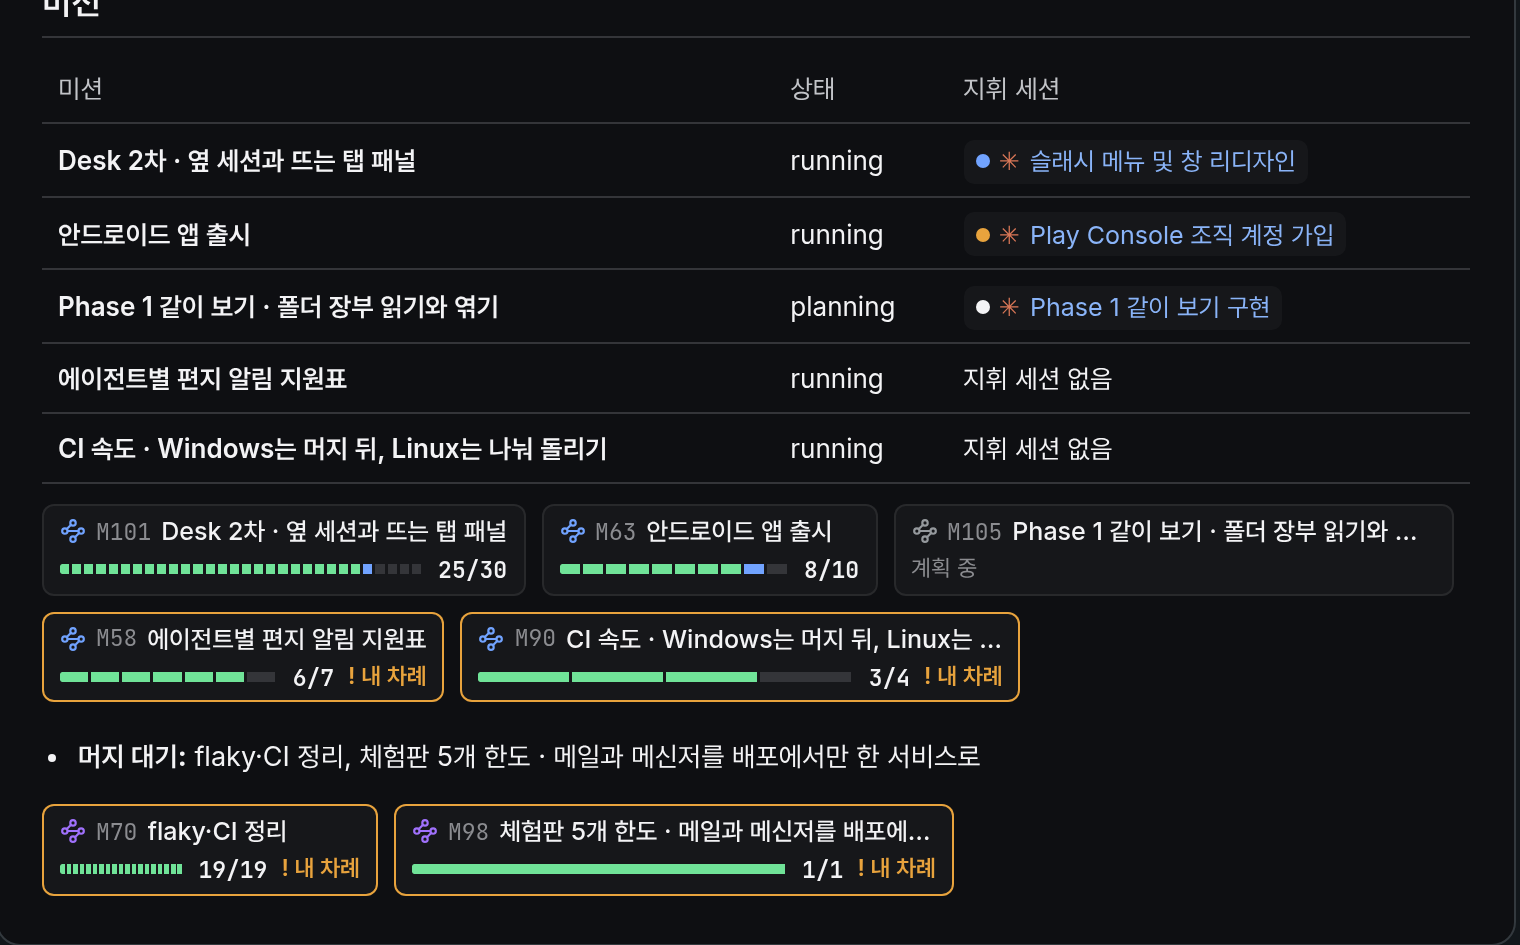 미션
미션 상태 지휘 세션
Desk 2차 · 옆 세션과 뜨는 탭 패널 running 슬래시 메뉴 및 창 리디자인
안드로이드 앱 출시 running Play Console 조직 계정 가입
Phase 1 같이 보기 · 폴더 장부 읽기와 엮기 planning Phase 1 같이 보기 구현
에이전트별 편지 알림 지원표 running 지휘 세션 없음
CI 속도 · Windows는 머지 뒤, Linux는 나눠 돌리기 running 지휘 세션 없음
M101 Desk 2차 · 옆 세션과 뜨는 탭 패널
25/30
M63 안드로이드 앱 출시
8/10
M105 Phase 1 같이 보기 · 폴더 장부 읽기와 ...
계획 중
M58 에이전트별 편지 알림 지원표
6/7 ! 내 차례
M90 CI 속도 · Windows는 머지 뒤, Linux는 ...
3/4 ! 내 차례
• 머지 대기: flaky·CI 정리, 체험판 5개 한도 · 메일과 메신저를 배포에서만 한 서비스로
M70 flaky·CI 정리
19/19 ! 내 차례
M98 체험판 5개 한도 · 메일과 메신저를 배포에...
1/1 ! 내 차례